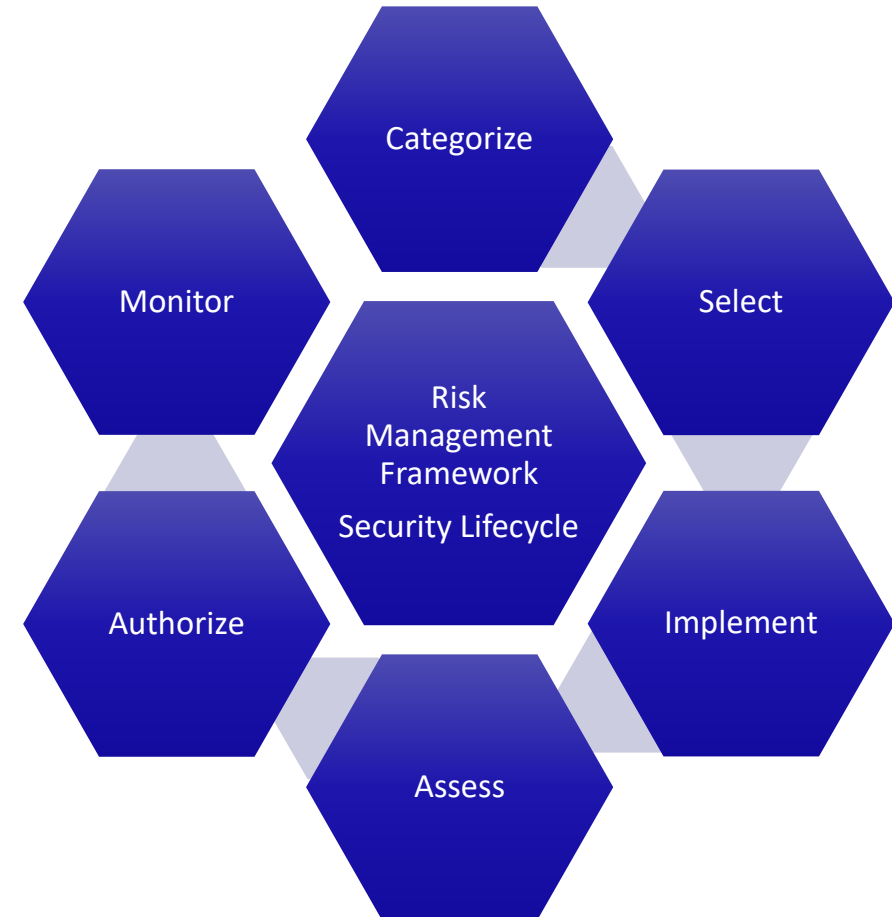 Categorize
Monitor
Select
Risk
Management
Framework
Security Lifecycle
Authorize
Implement
Assess